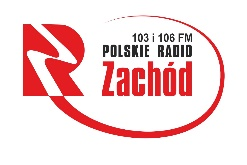 103 i 106 FM
POLSKIE RADIO
Zachód